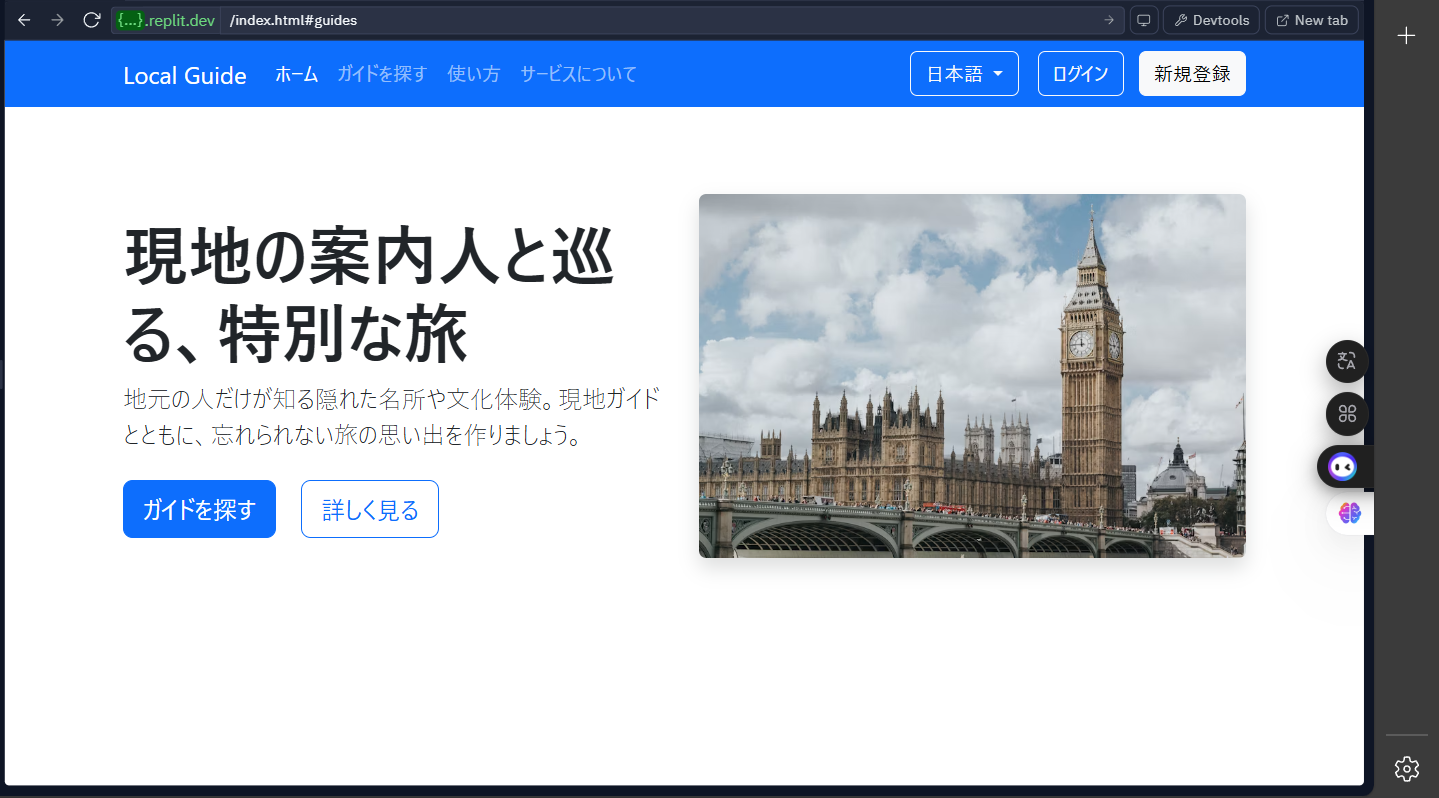 {...}.replit.dev /index.html#guides Devtools New tab
Local Guide ホーム ガイドを探す 使い方 サービスについて 日本語 ログイン 新規登録
現地の案内人と巡
る、特別な旅
地元の人だけが知る隠れた名所や文化体験。現地ガイド
とともに、忘れられない旅の思い出を作りましょう。
ガイドを探す 詳しく見る